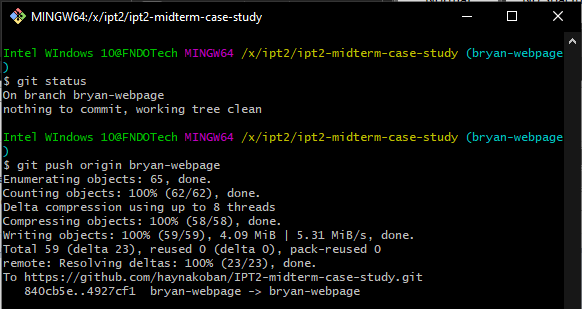 MINGW64:/x/ipt2/ipt2-midterm-case-study
Intel WIndows 10@FNDOTech MINGW64 /x/ipt2/ipt2-midterm-case-study (bryan-webpage
)
$ git status
On branch bryan-webpage
nothing to commit, working tree clean
Intel WIndows 10@FNDOTech MINGW64 /x/ipt2/ipt2-midterm-case-study (bryan-webpage
)
$ git push origin bryan-webpage
Enumerating objects: 65, done.
Counting objects: 100% (62/62), done.
Delta compression using up to 8 threads
Compressing objects: 100% (58/58), done.
Writing objects: 100% (59/59), 4.09 MiB | 5.31 MiB/s, done.
Total 59 (delta 23), reused 0 (delta 0), pack-reused 0
remote: Resolving deltas: 100% (23/23), done.
To https://github.com/haynakoban/IPT2-midterm-case-study.git
   840cb5e..4927cf1  bryan-webpage -> bryan-webpage